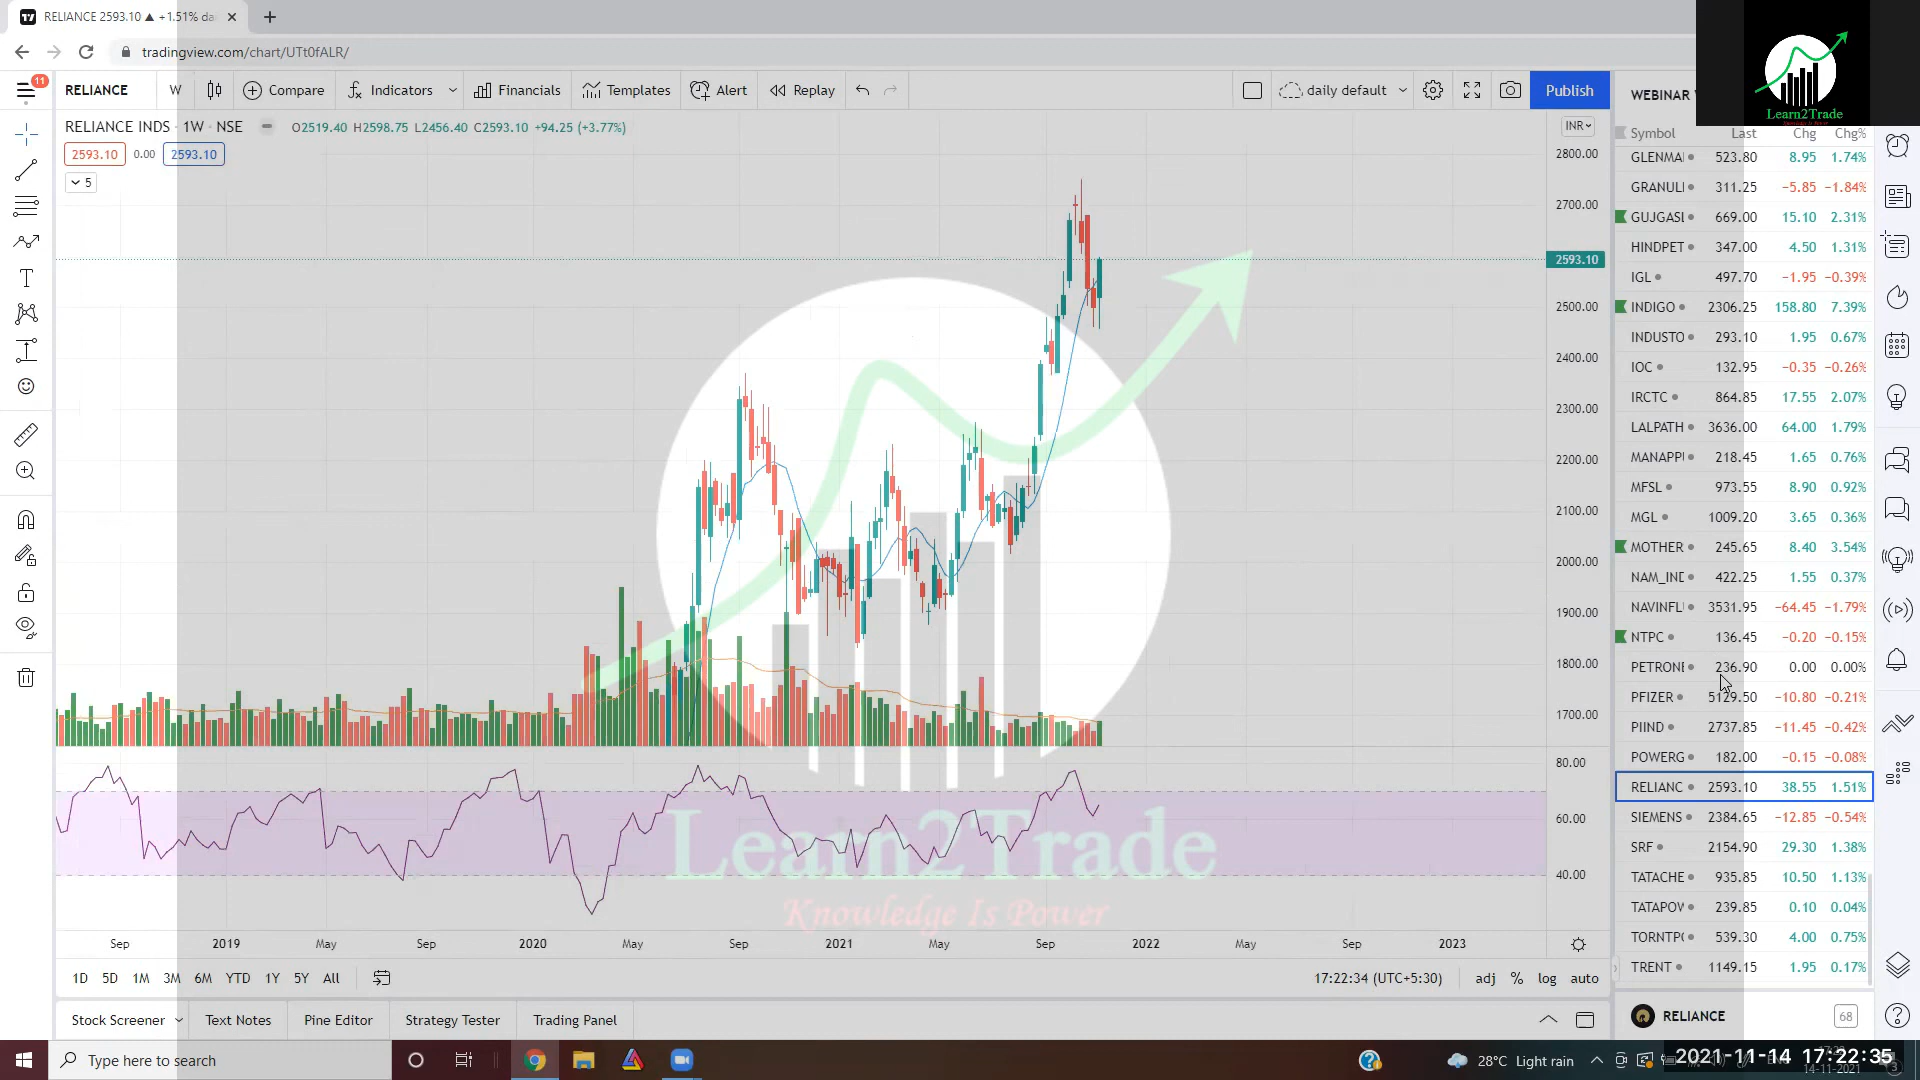 RELIANCE 2593.10 ▲ +1.51% da
tradingview.com/chart/UTt0fALR/
11
RELIANCE W Compare Indicators Financials Templates Alert Replay daily default Publish
WEBINAR
Learn2Trade
RELIANCE INDS · 1W · NSE O2519.40 H2598.75 L2456.40 C2593.10 +94.25 (+3.77%)
2593.10 0.00 2593.10
5
INR
2800.00
2700.00
2593.10
2500.00
2400.00
2300.00
2200.00
2100.00
2000.00
1900.00
1800.00
1700.00
80.00
60.00
40.00
Learn2Trade
Knowledge Is Power
Sep 2019 May Sep 2020 May Sep 2021 May Sep 2022 May Sep 2023
1D 5D 1M 3M 6M YTD 1Y 5Y All 17:22:34 (UTC+5:30) adj % log auto
Stock Screener Text Notes Pine Editor Strategy Tester Trading Panel
Symbol Last Chg Chg%
GLENMA 523.80 8.95 1.74%
GRANULI 311.25 −5.85 −1.84%
GUJGASL 669.00 15.10 2.31%
HINDPET 347.00 4.50 1.31%
IGL 497.70 −1.95 −0.39%
INDIGO 2306.25 158.80 7.39%
INDUSTO 293.10 1.95 0.67%
IOC 132.95 −0.35 −0.26%
IRCTC 864.85 17.55 2.07%
LALPATH 3636.00 64.00 1.79%
MANAPPI 218.45 1.65 0.76%
MFSL 973.55 8.90 0.92%
MGL 1009.20 3.65 0.36%
MOTHER 245.65 8.40 3.54%
NAM_IND 422.25 1.55 0.37%
NAVINFL 3531.95 −64.45 −1.79%
NTPC 136.45 −0.20 −0.15%
PETRONE 236.90 0.00 0.00%
PFIZER 5179.50 −10.80 −0.21%
PIIND 2737.85 −11.45 −0.42%
POWERG 182.00 −0.15 −0.08%
RELIANC 2593.10 38.55 1.51%
SIEMENS 2384.65 −12.85 −0.54%
SRF 2154.90 29.30 1.38%
TATACHE 935.85 10.50 1.13%
TATAPOW 239.85 0.10 0.04%
TORNTP 539.30 4.00 0.75%
TRENT 1149.15 1.95 0.17%
RELIANCE 68
Type here to search
28°C Light rain
2021-11-14 17:22:35
14-11-2021